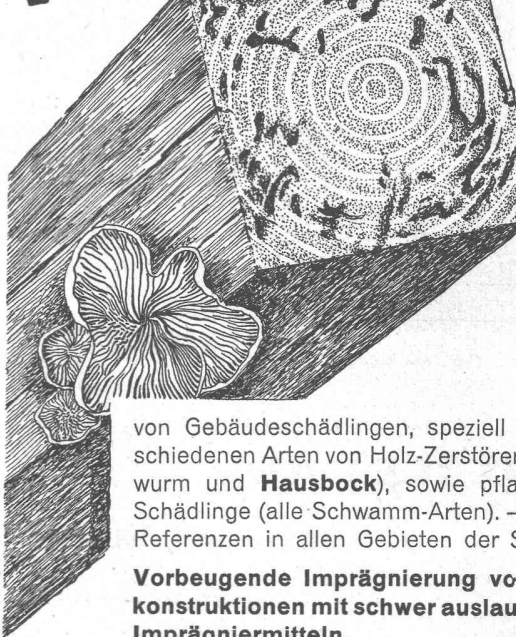 von Gebäudeschädlingen, speziell
schiedenen Arten von Holz-Zerstören
wurm und Hausbock), sowie pfla
Schädlinge (alle Schwamm-Arten). –
Referenzen in allen Gebieten der S
Vorbeugende Imprägnierung vo
konstruktionen mit schwer auslau
Imprägniermitteln